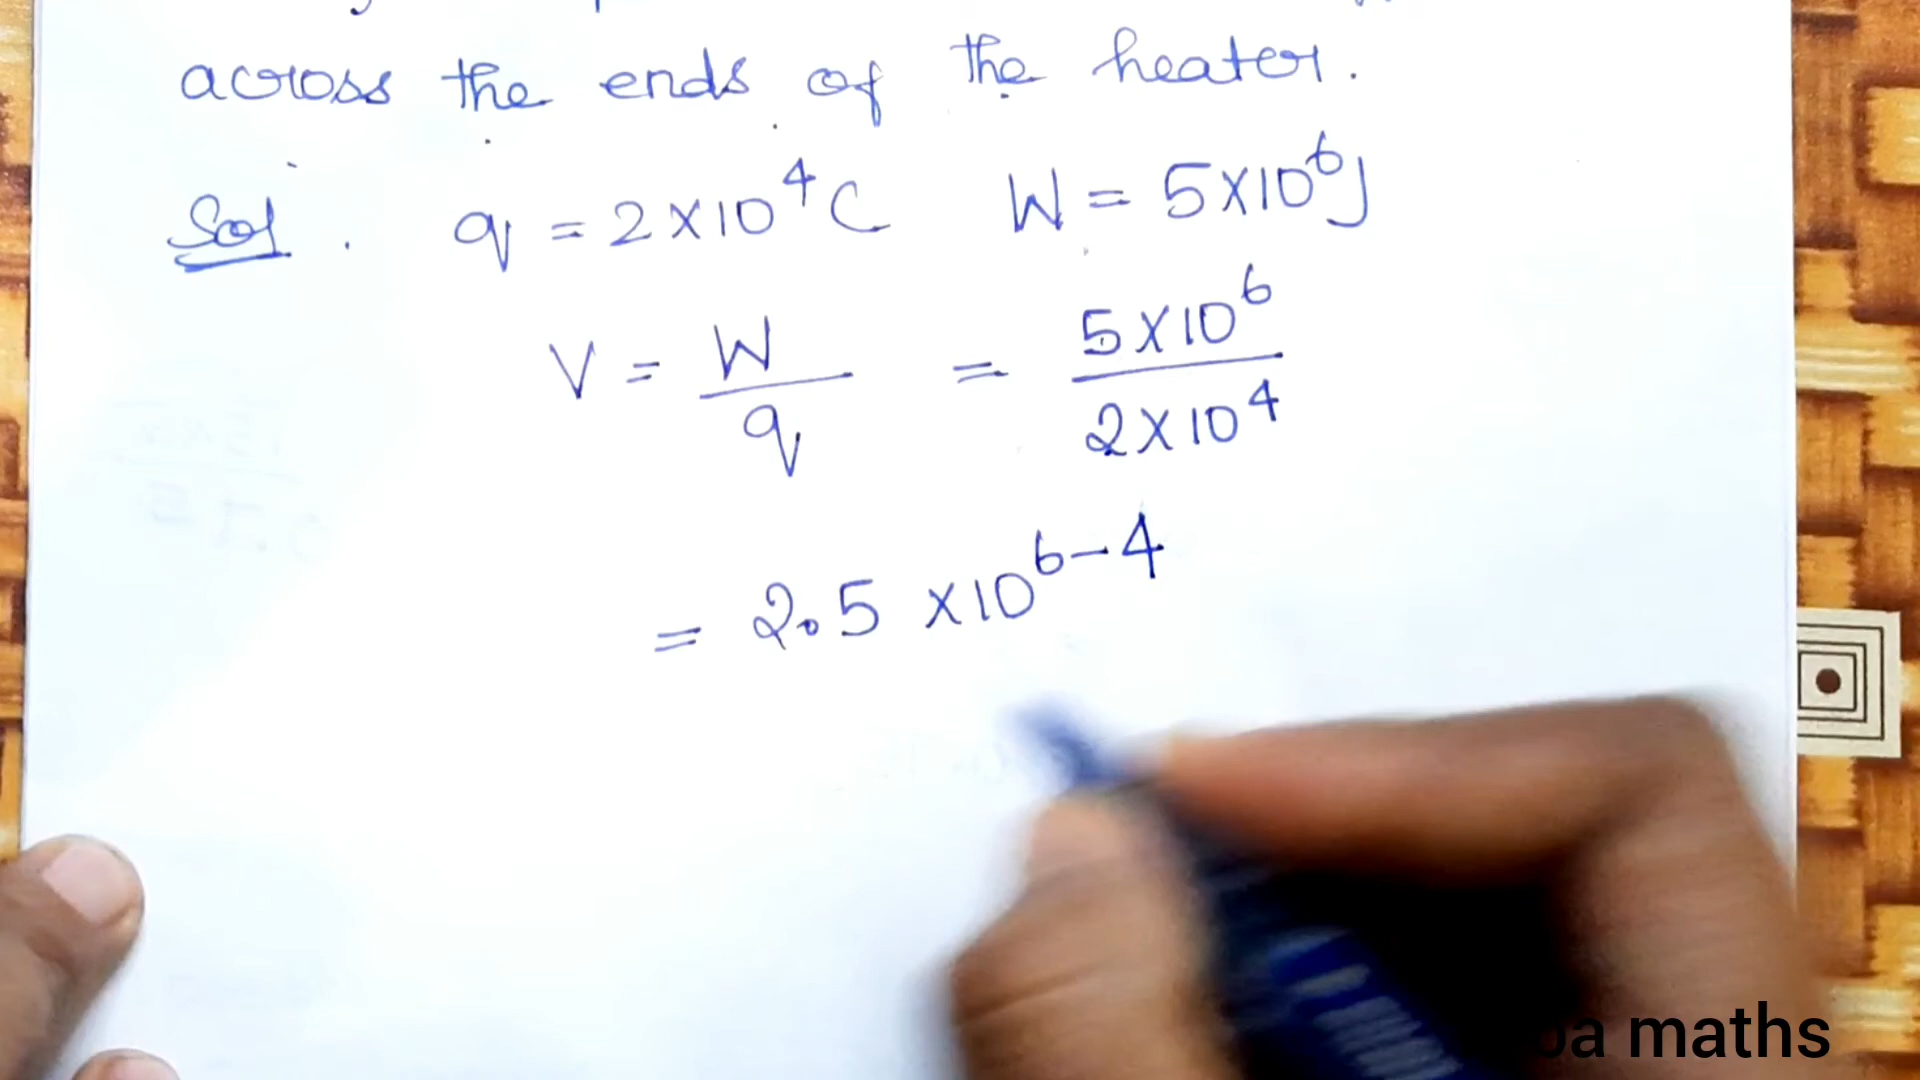 across the ends of the heater.
Sol. q = 2×10⁴C W = 5×10⁶J
V = W/q = 5×10⁶/2×10⁴
= 2.5 ×10⁶⁻⁴
maths